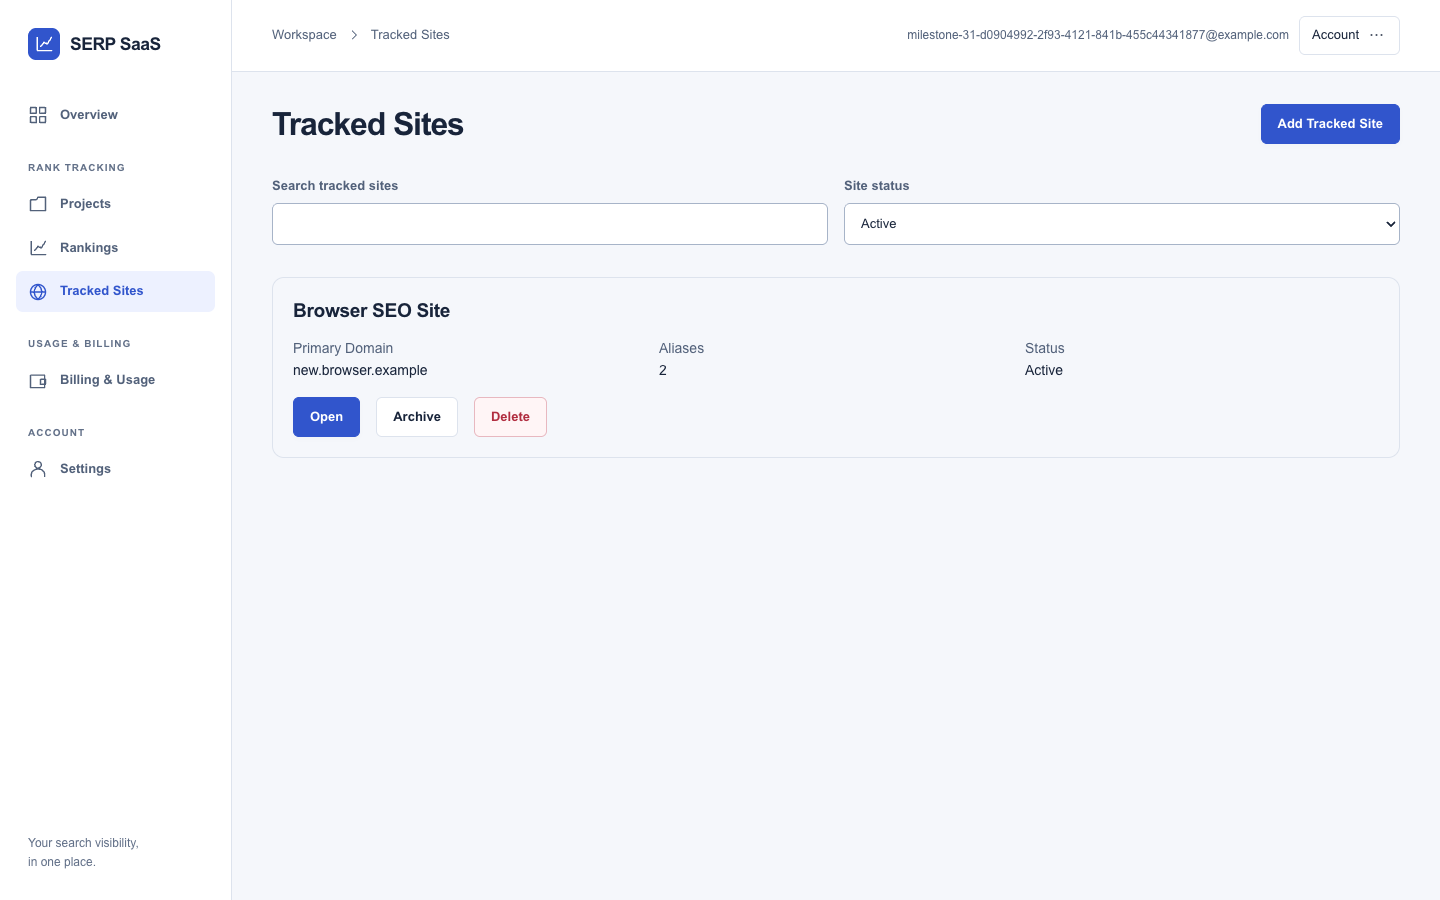 SERP SaaS
Workspace > Tracked Sites
milestone-31-d0904992-2f93-4121-841b-455c44341877@example.com
Account ···
Overview
RANK TRACKING
Projects
Rankings
Tracked Sites
USAGE & BILLING
Billing & Usage
ACCOUNT
Settings
Your search visibility,
in one place.
Tracked Sites
Add Tracked Site
Search tracked sites
Site status
Active
Browser SEO Site
Primary Domain Aliases Status
new.browser.example 2 Active
Open Archive Delete